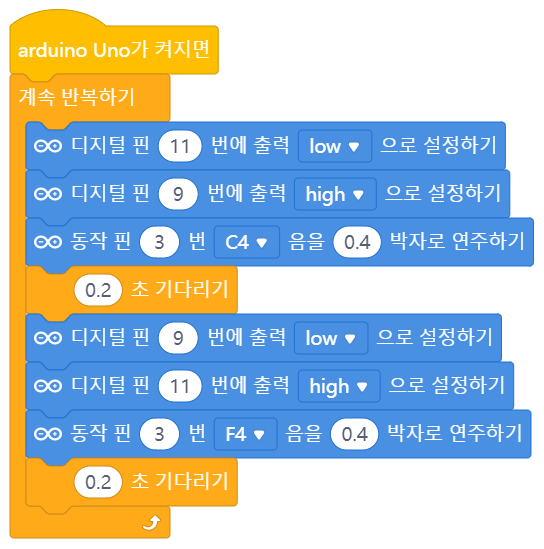 arduino Uno가 켜지면
계속 반복하기
디지털 핀 11 번에 출력 low ▼ 으로 설정하기
디지털 핀 9 번에 출력 high ▼ 으로 설정하기
동작 핀 3 번 C4 ▼ 음을 0.4 박자로 연주하기
0.2 초 기다리기
디지털 핀 9 번에 출력 low ▼ 으로 설정하기
디지털 핀 11 번에 출력 high ▼ 으로 설정하기
동작 핀 3 번 F4 ▼ 음을 0.4 박자로 연주하기
0.2 초 기다리기